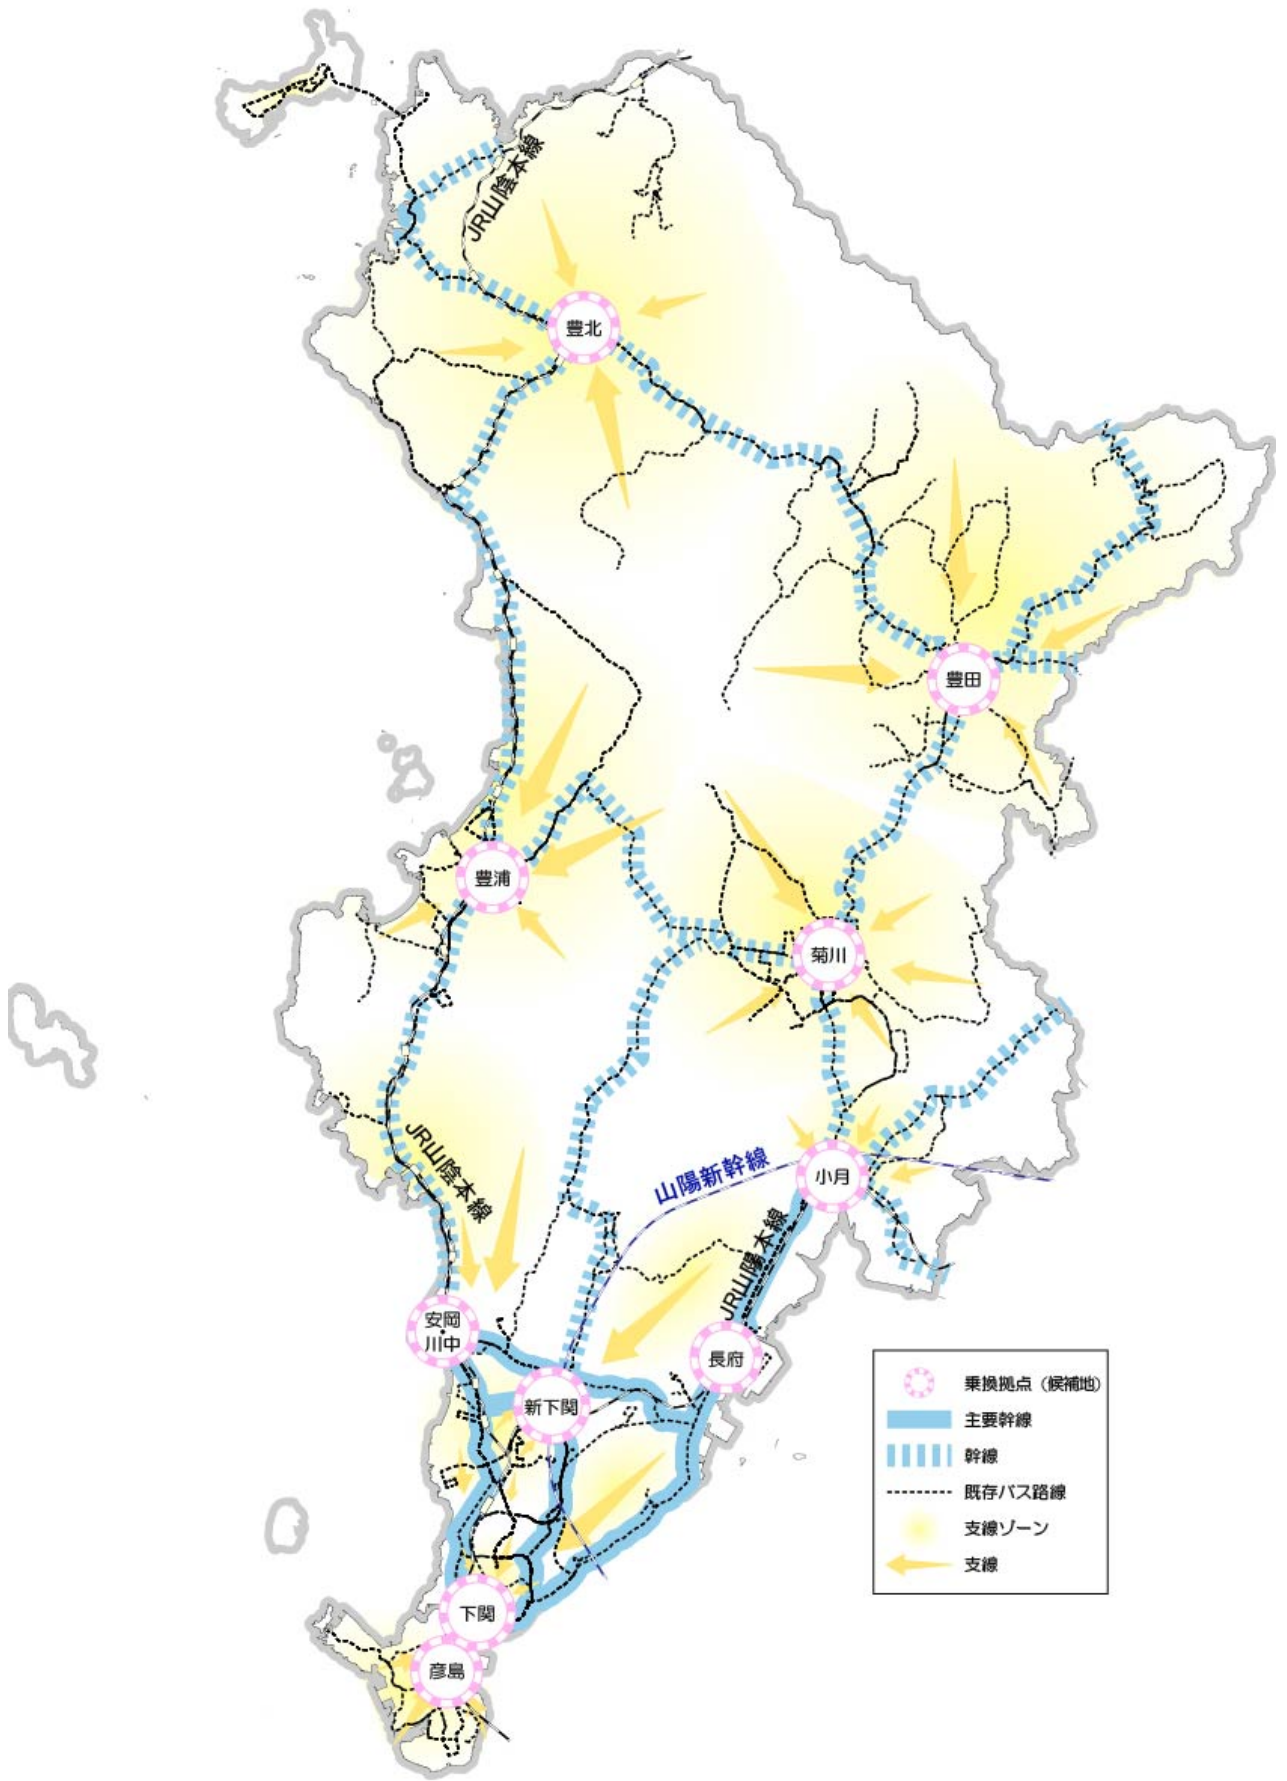 JR山陰本線
豊北
豊田
豊浦
菊川
JR山陰本線
山陽新幹線
小月
JR山陽本線
安岡
・
川中
長府
新下関
下関
彦島
乗換拠点（候補地）
主要幹線
幹線
既存バス路線
支線ゾーン
支線